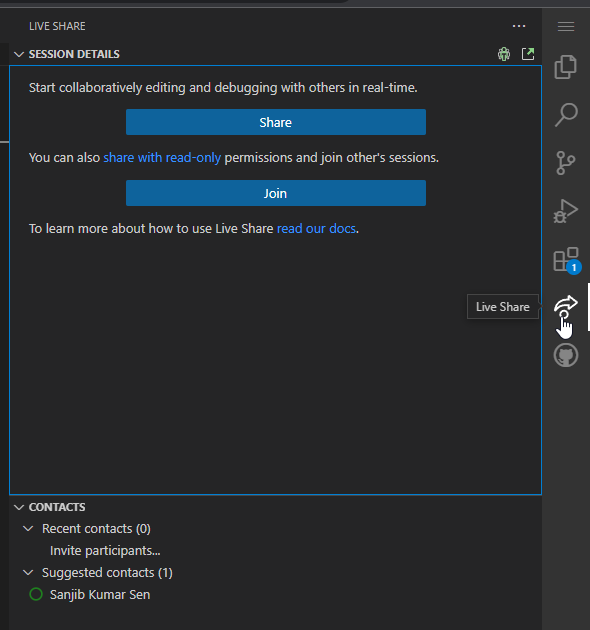 LIVE SHARE
SESSION DETAILS
Start collaboratively editing and debugging with others in real-time.
Share
You can also share with read-only permissions and join other's sessions.
Join
To learn more about how to use Live Share read our docs.
1
Live Share
CONTACTS
Recent contacts (0)
Invite participants...
Suggested contacts (1)
Sanjib Kumar Sen